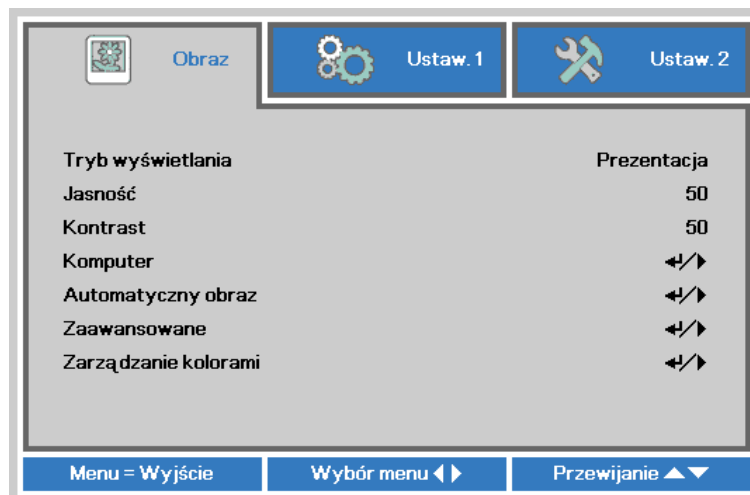 Obraz
Ustaw. 1
Ustaw. 2
Tryb wyświetlania Prezentacja
Jasność 50
Kontrast 50
Komputer ↵/▶
Automatyczny obraz ↵/▶
Zaawansowane ↵/▶
Zarządzanie kolorami ↵/▶
Menu = Wyjście
Wybór menu ◀▶
Przewijanie ▲▼